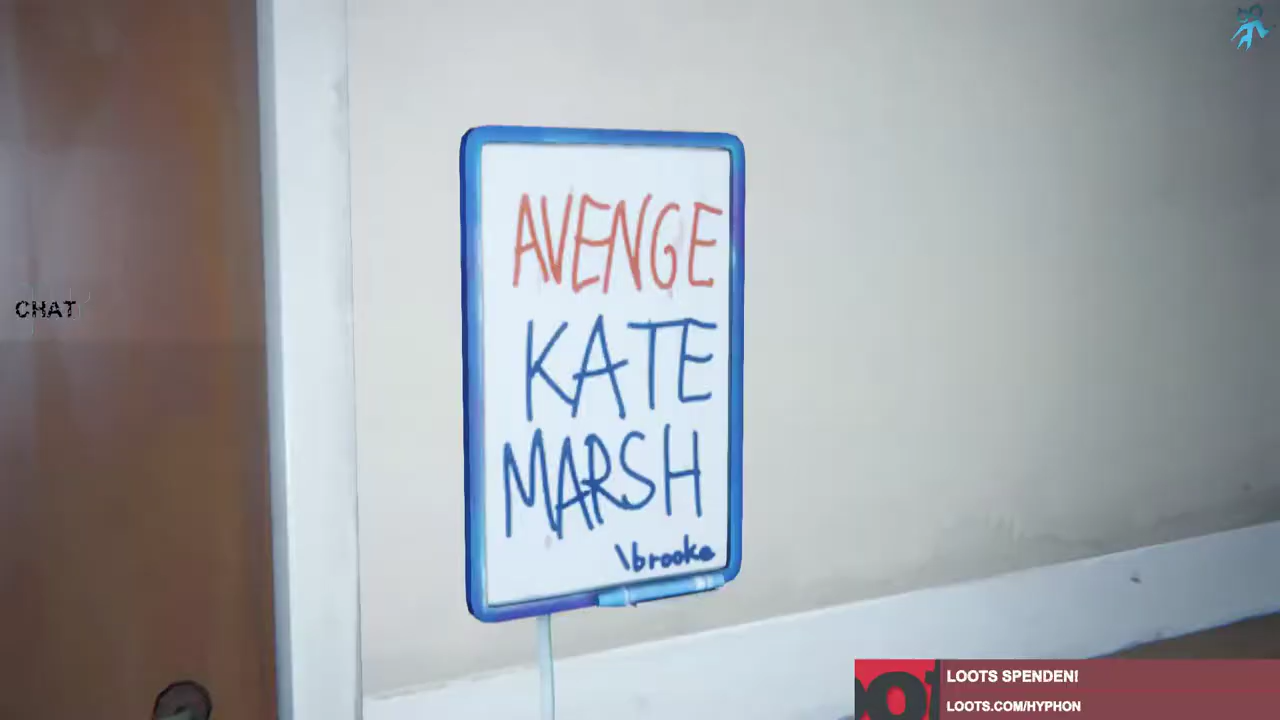 CHAT
AVENGE
KATE
MARSH
\brooke
LOOTS SPENDEN!
LOOTS.COM/HYPHON